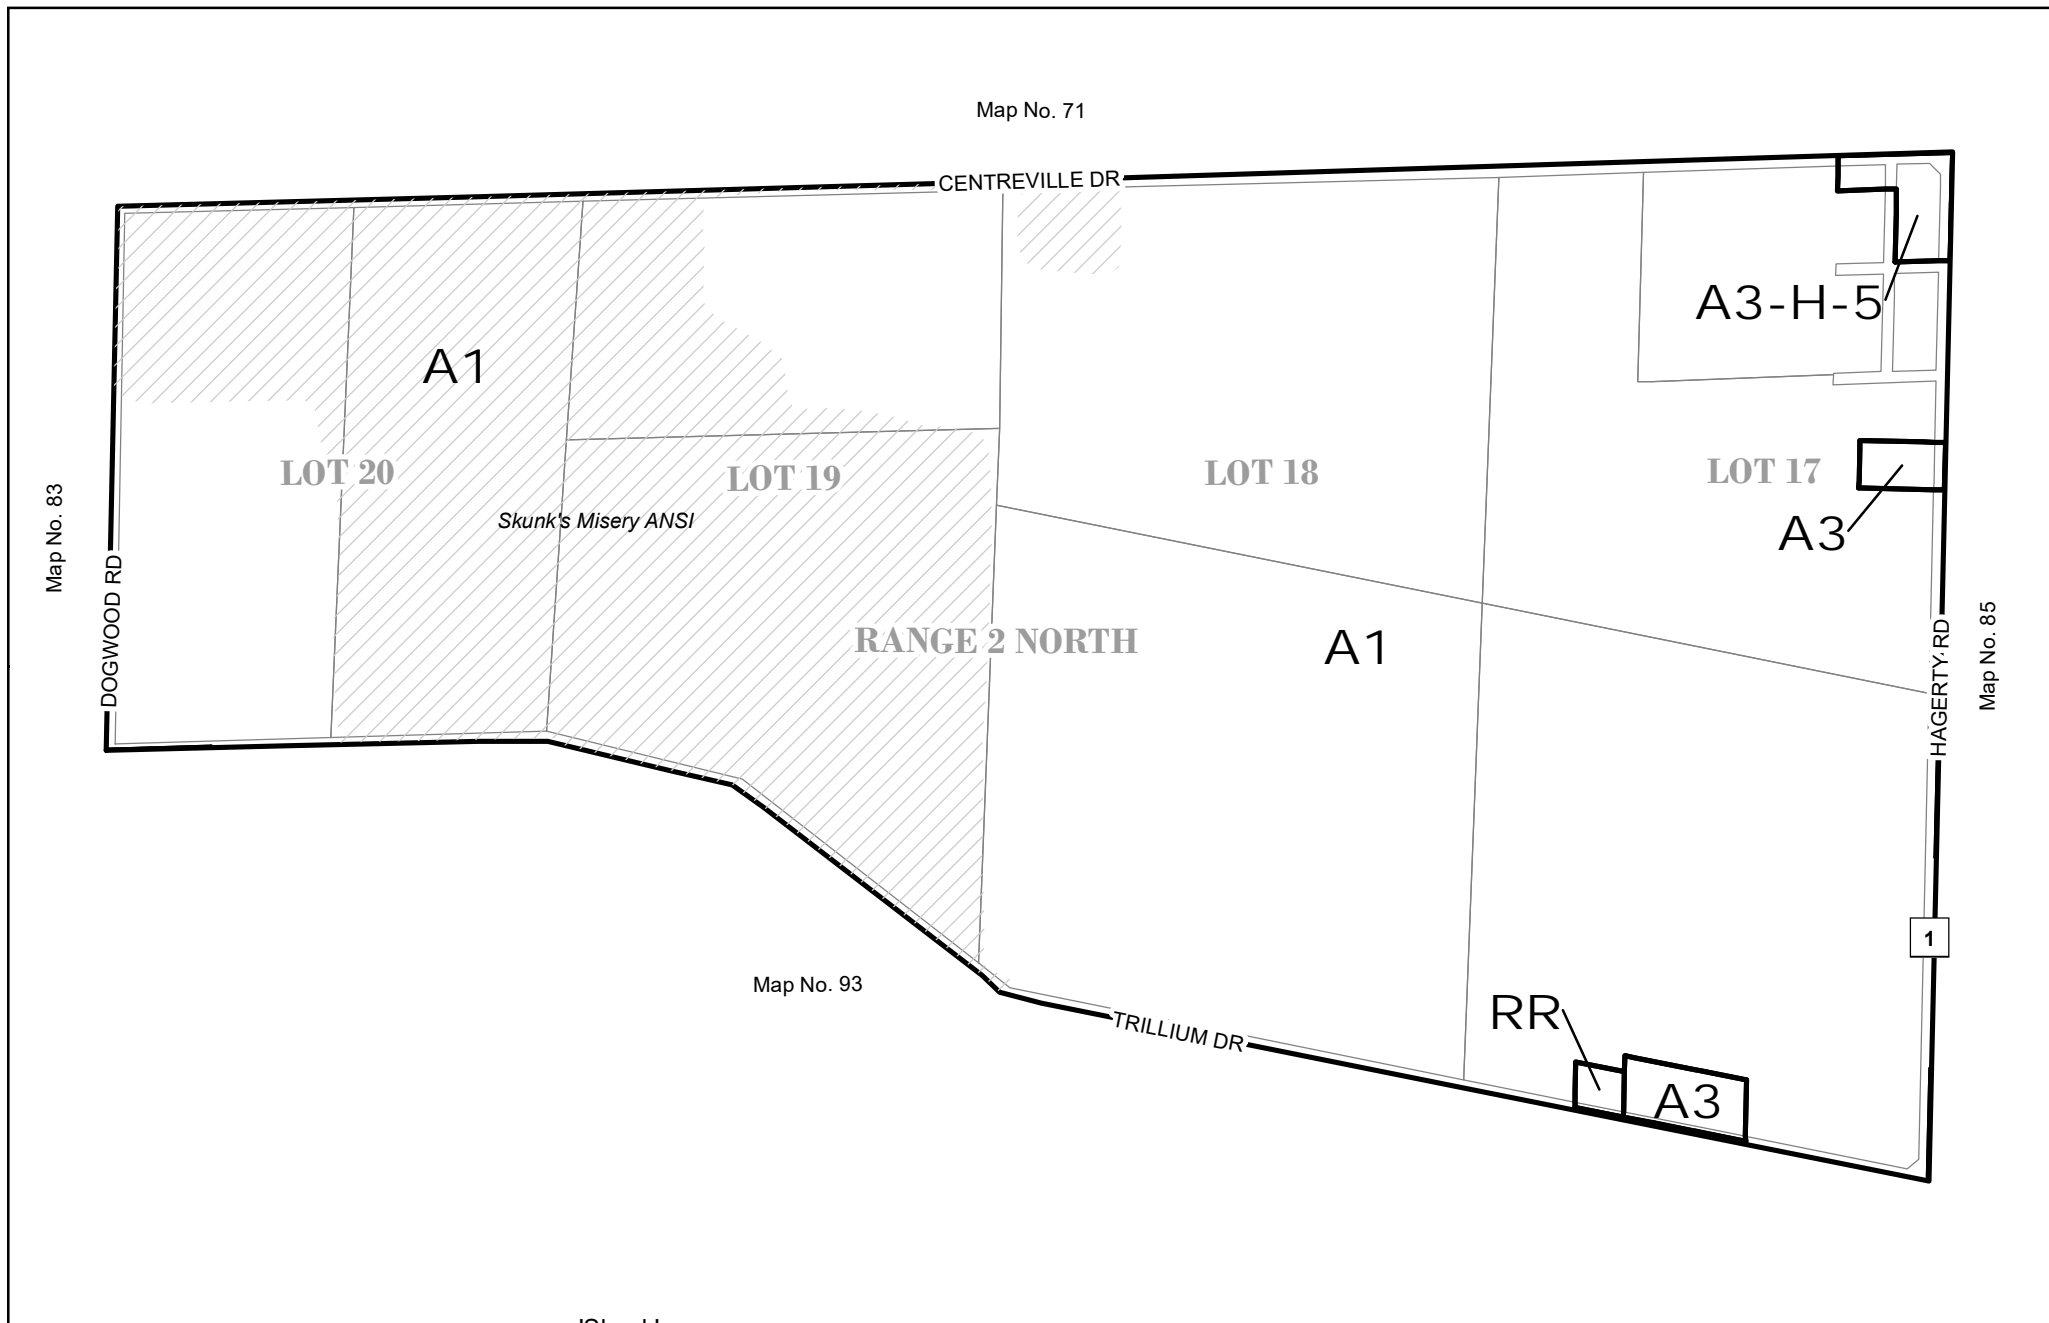 Map No. 71
CENTREVILLE DR
A3-H-5
A1
LOT 20
LOT 19
LOT 18
LOT 17
Skunk's Misery ANSI
A3
Map No. 83
DOGWOOD RD
RANGE 2 NORTH
A1
HAGERTY RD
Map No. 85
1
Map No. 93
TRILLIUM DR
RR
A3